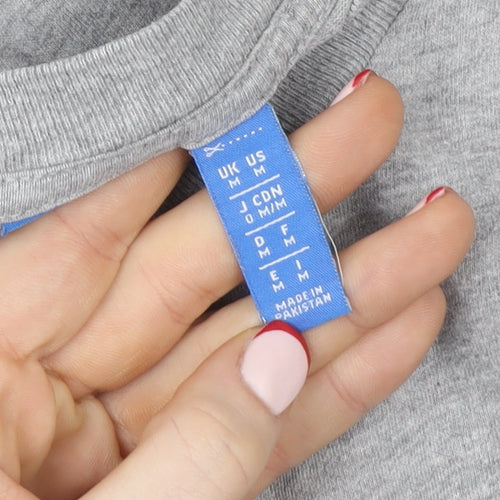 UK US
M M
J CDN
O M/M
D F
M M
E I
M M
MADE IN
PAKISTAN